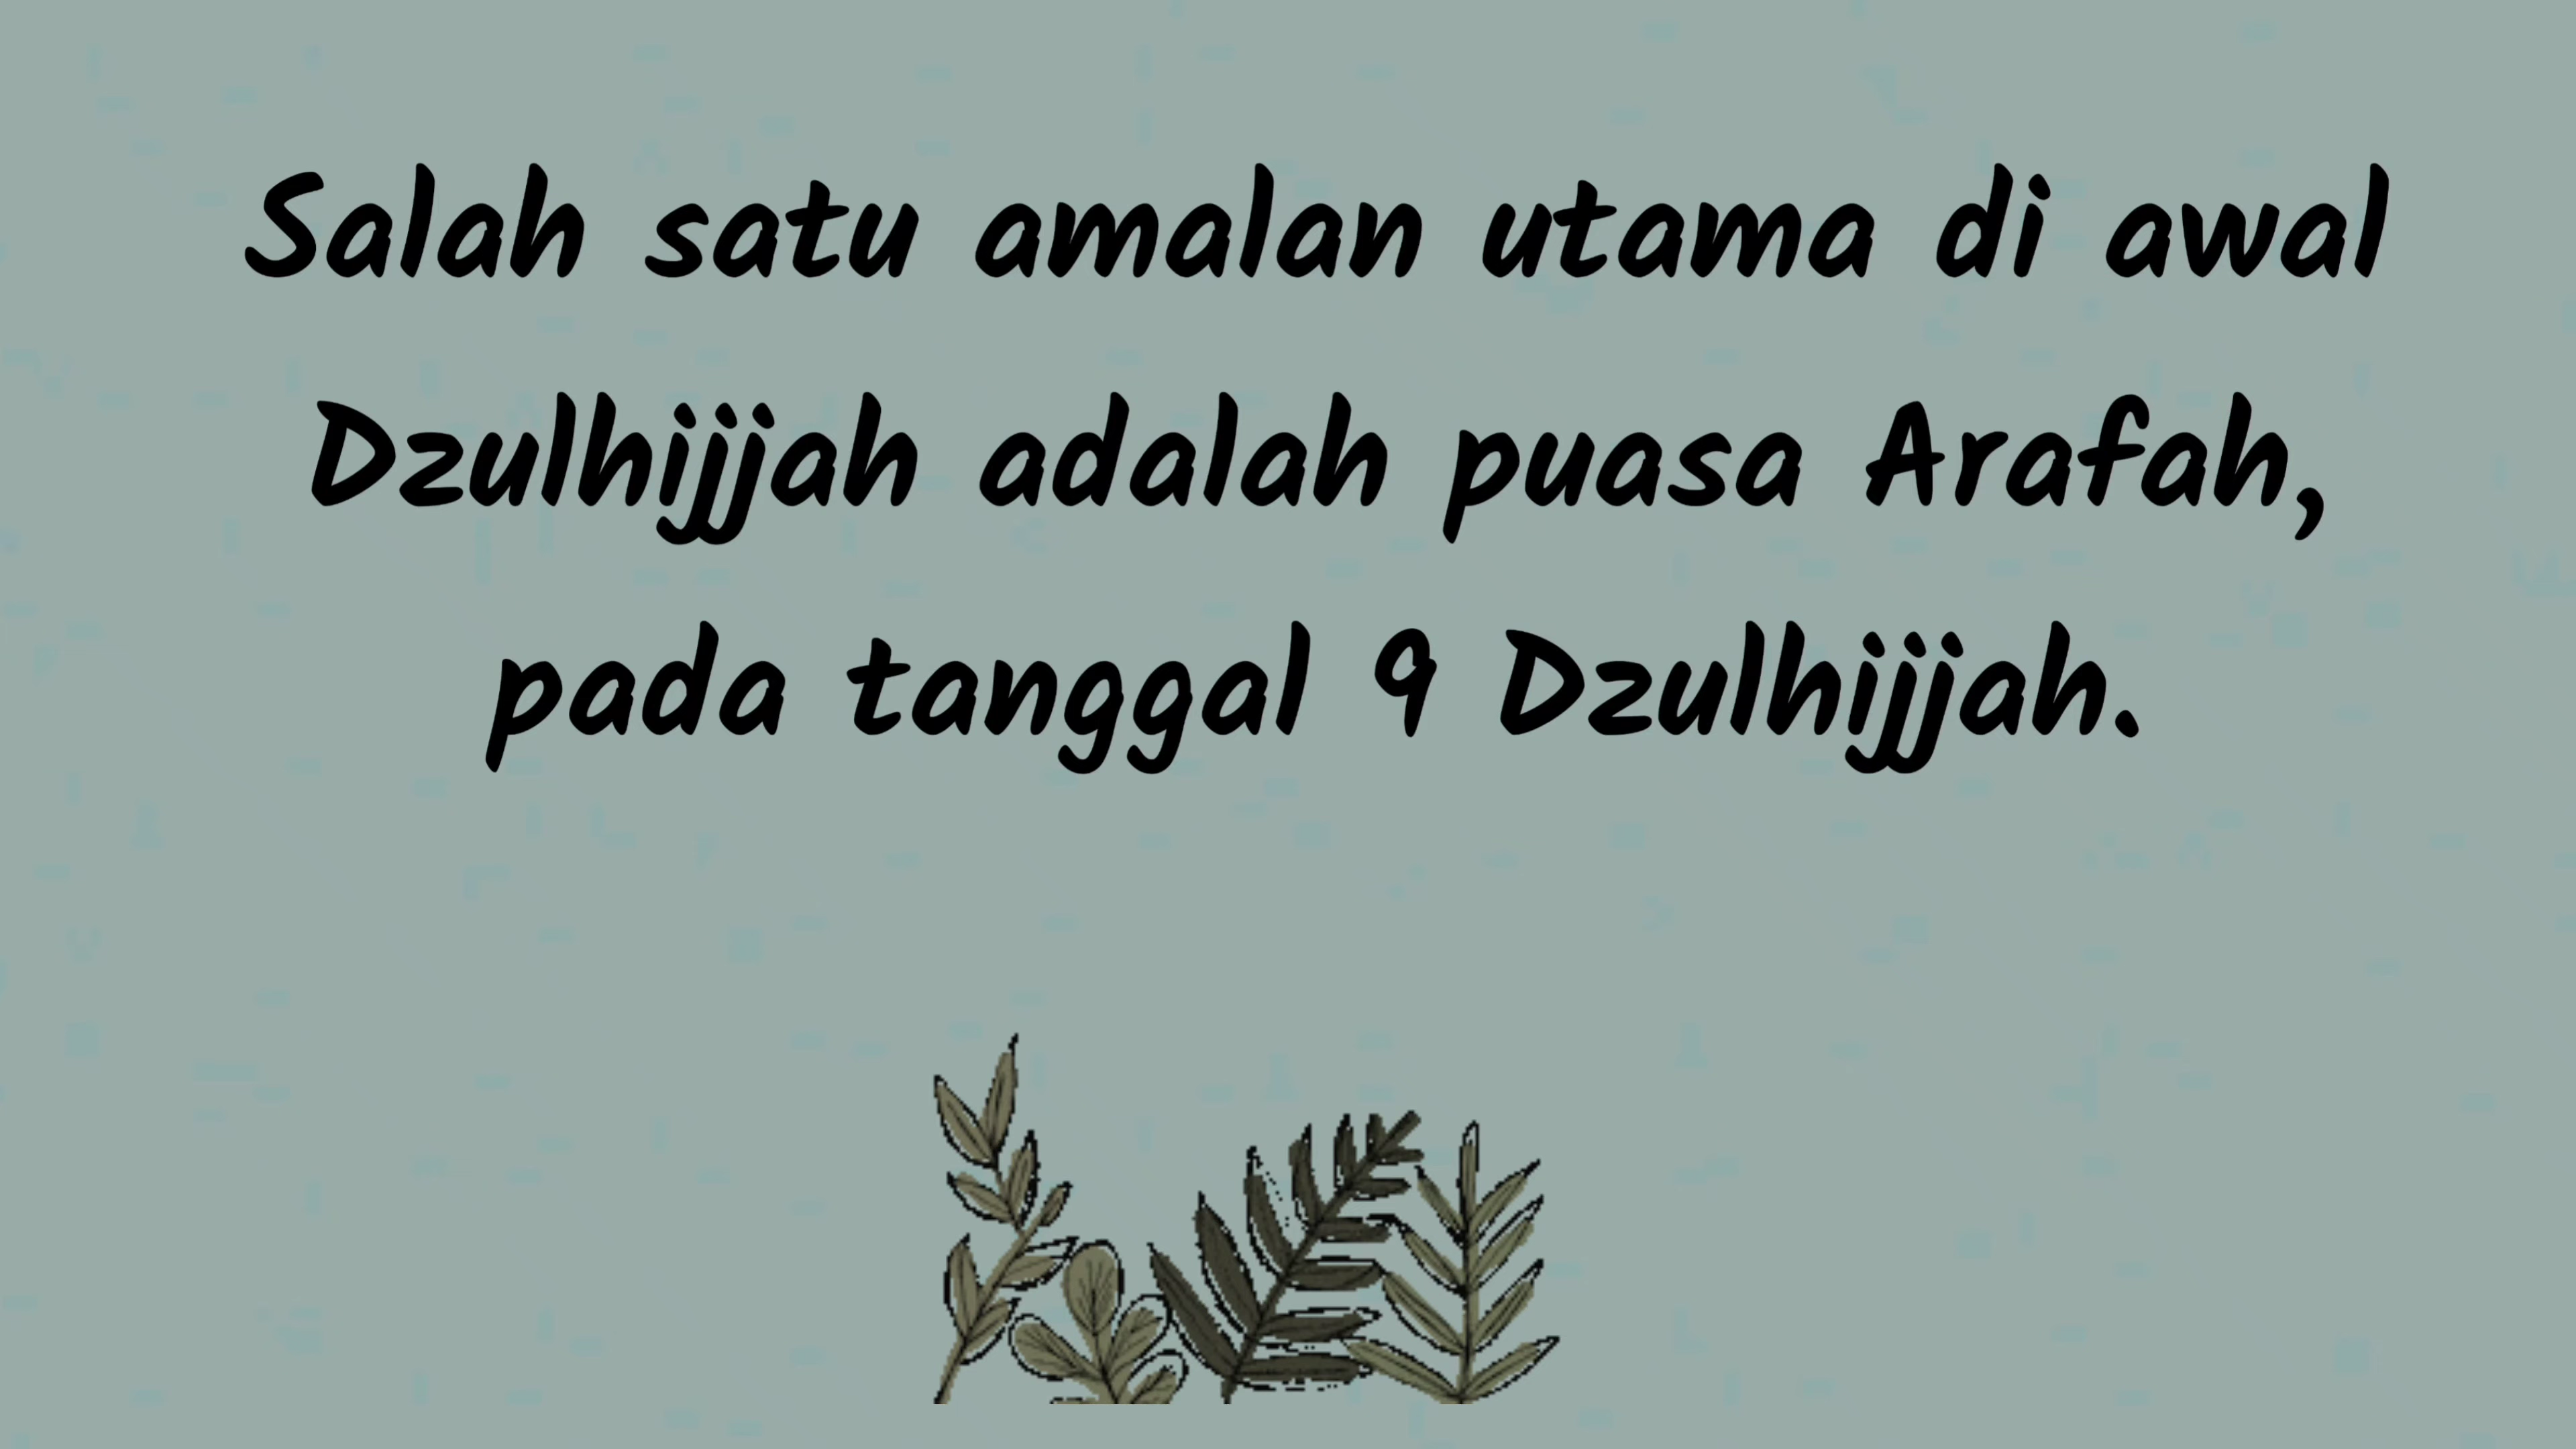 Salah satu amalan utama di awal
Dzulhijjah adalah puasa Arafah,
pada tanggal 9 Dzulhijjah.